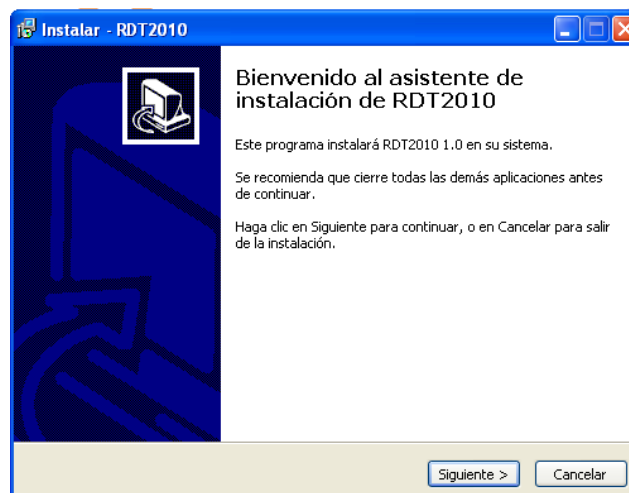 Instalar - RDT2010
Bienvenido al asistente de
instalación de RDT2010
Este programa instalará RDT2010 1.0 en su sistema.
Se recomienda que cierre todas las demás aplicaciones antes
de continuar.
Haga clic en Siguiente para continuar, o en Cancelar para salir
de la instalación.
Siguiente >
Cancelar